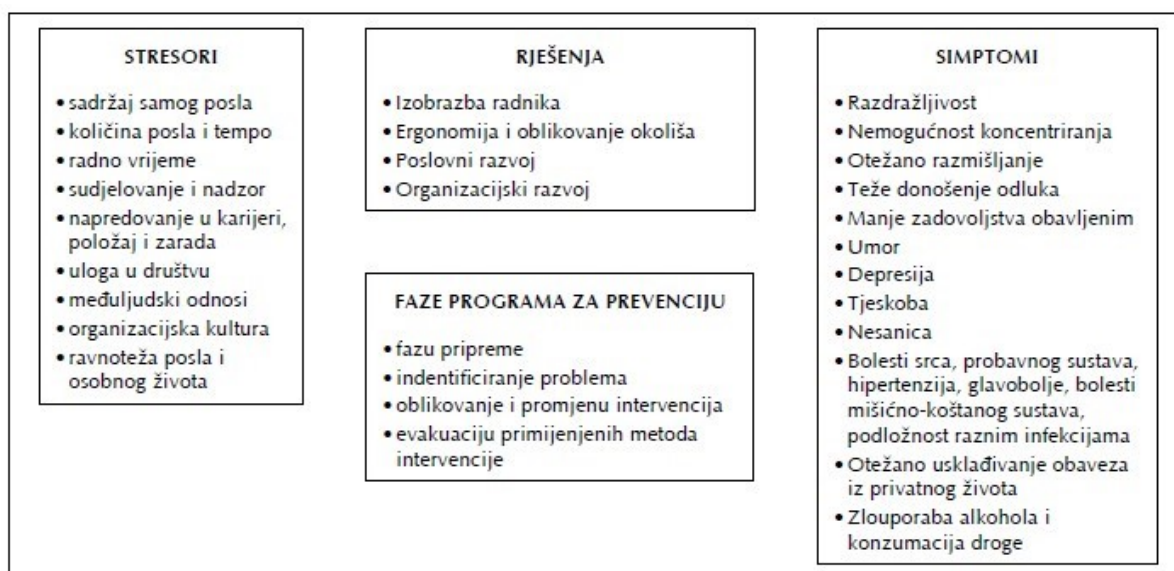 STRESORI
• sadržaj samog posla
• količina posla i tempo
• radno vrijeme
• sudjelovanje i nadzor
• napredovanje u karijeri,
položaj i zarada
• uloga u društvu
• međuljudski odnosi
• organizacijska kultura
• ravnoteža posla i
osobnog života
RJEŠENJA
• Izobrazba radnika
• Ergonomija i oblikovanje okoliša
• Poslovni razvoj
• Organizacijski razvoj
FAZE PROGRAMA ZA PREVENCIJU
• fazu pripreme
• indentificiranje problema
• oblikovanje i promjenu intervencija
• evakuaciju primijenjenih metoda
intervencije
SIMPTOMI
• Razdražljivost
• Nemogućnost koncentriranja
• Otežano razmišljanje
• Teže donošenje odluka
• Manje zadovoljstva obavljenim
• Umor
• Depresija
• Tjeskoba
• Nesanica
• Bolesti srca, probavnog sustava,
hipertenzija, glavobolje, bolesti
mišićno-koštanog sustava,
podložnost raznim infekcijama
• Otežano usklađivanje obaveza
iz privatnog života
• Zlouporaba alkohola i
konzumacija droge